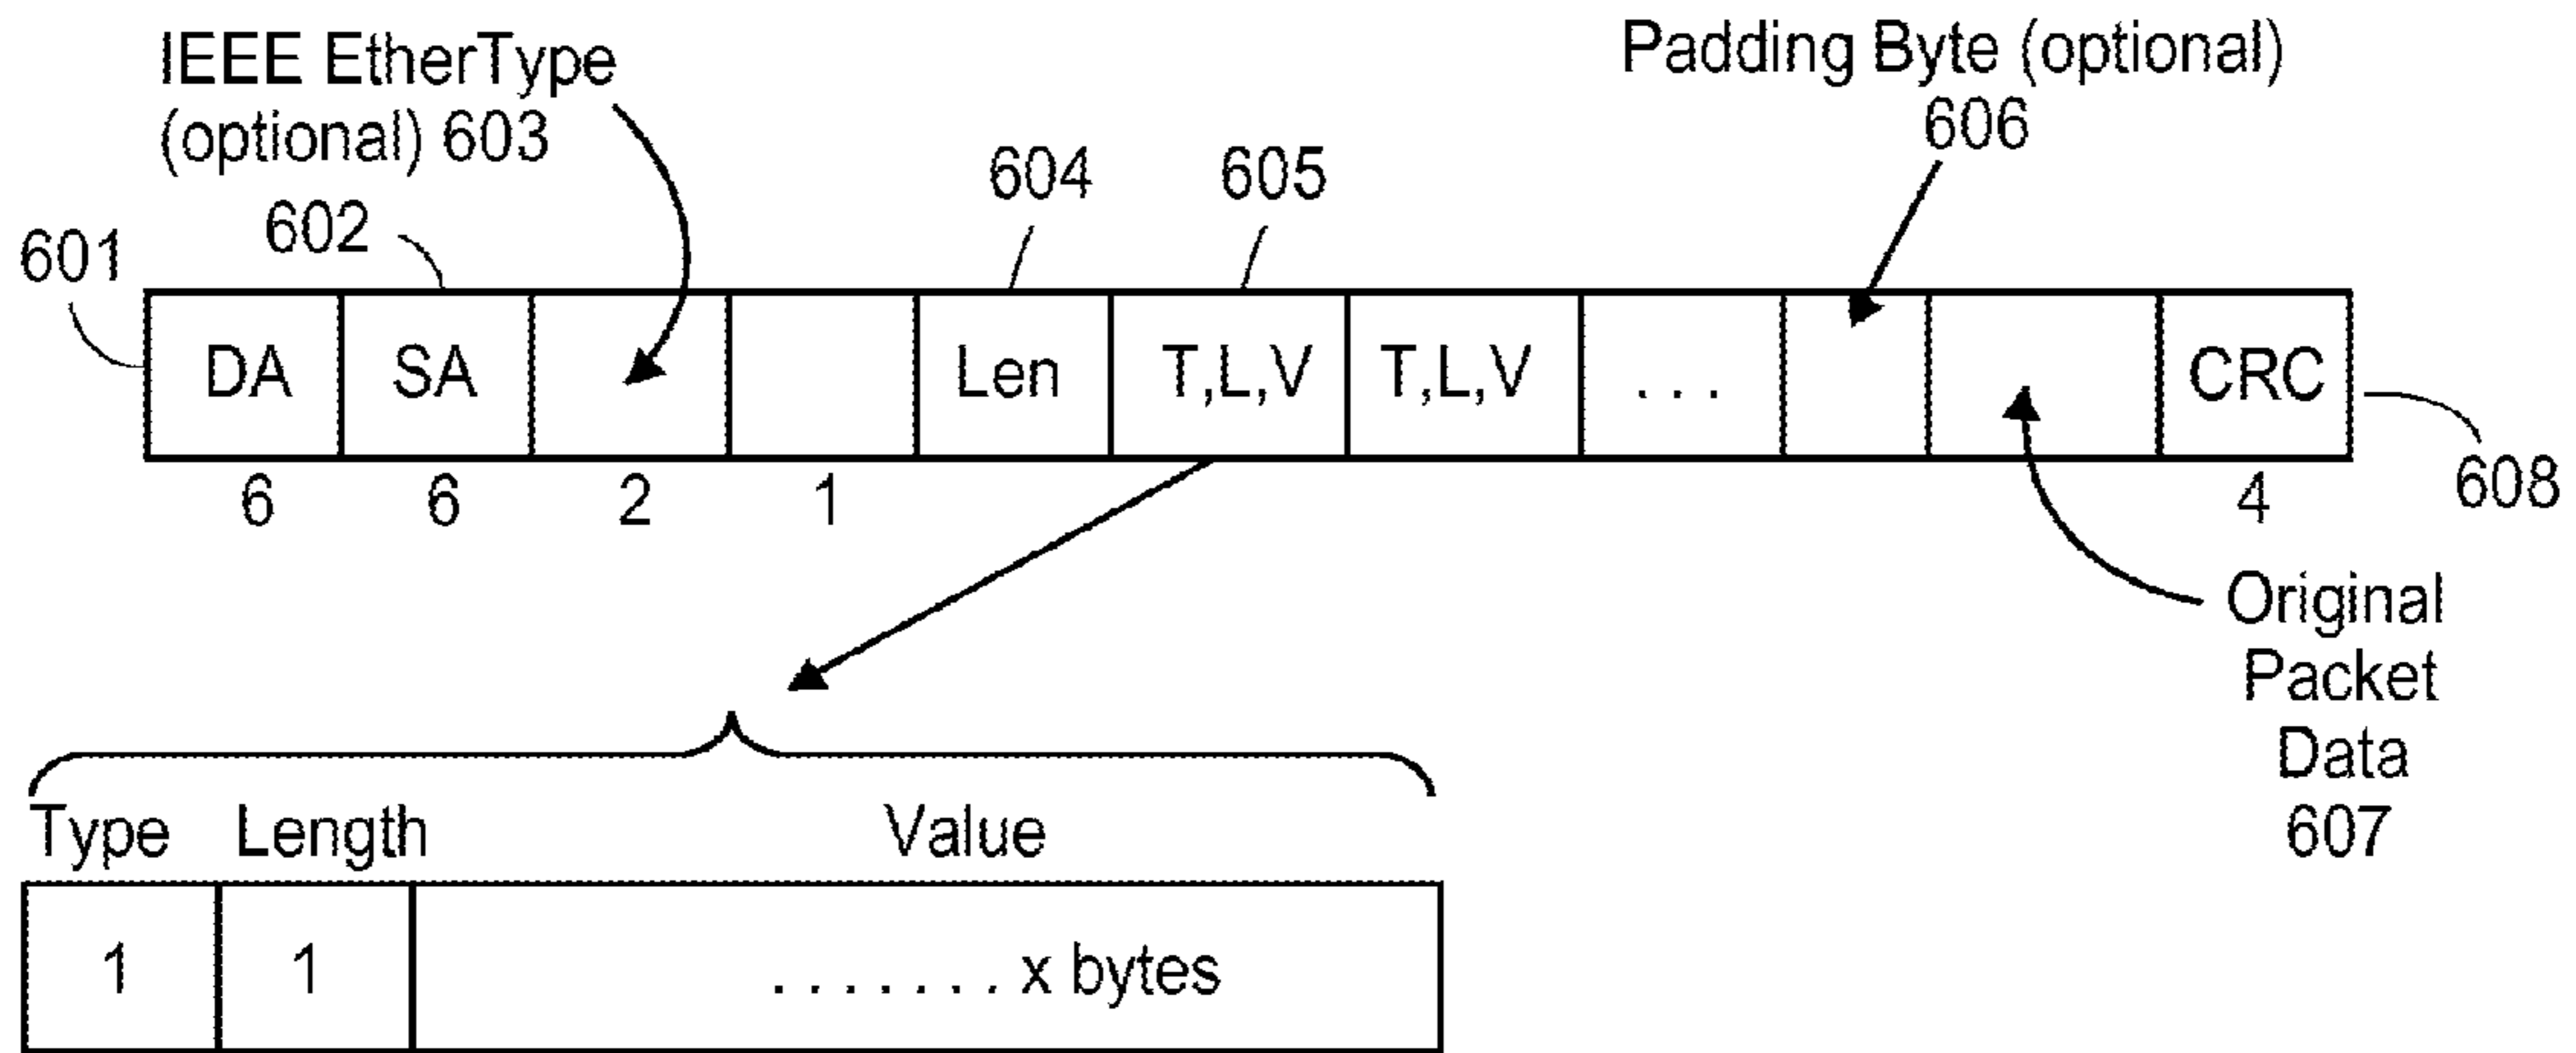 IEEE EtherType
(optional) 603
Padding Byte (optional)
606
601
602
604
605
DA SA Len T,L,V T,L,V ... CRC
6 6 2 1 4
608
Original
Packet
Data
607
Type Length Value
1 1 ....... x bytes